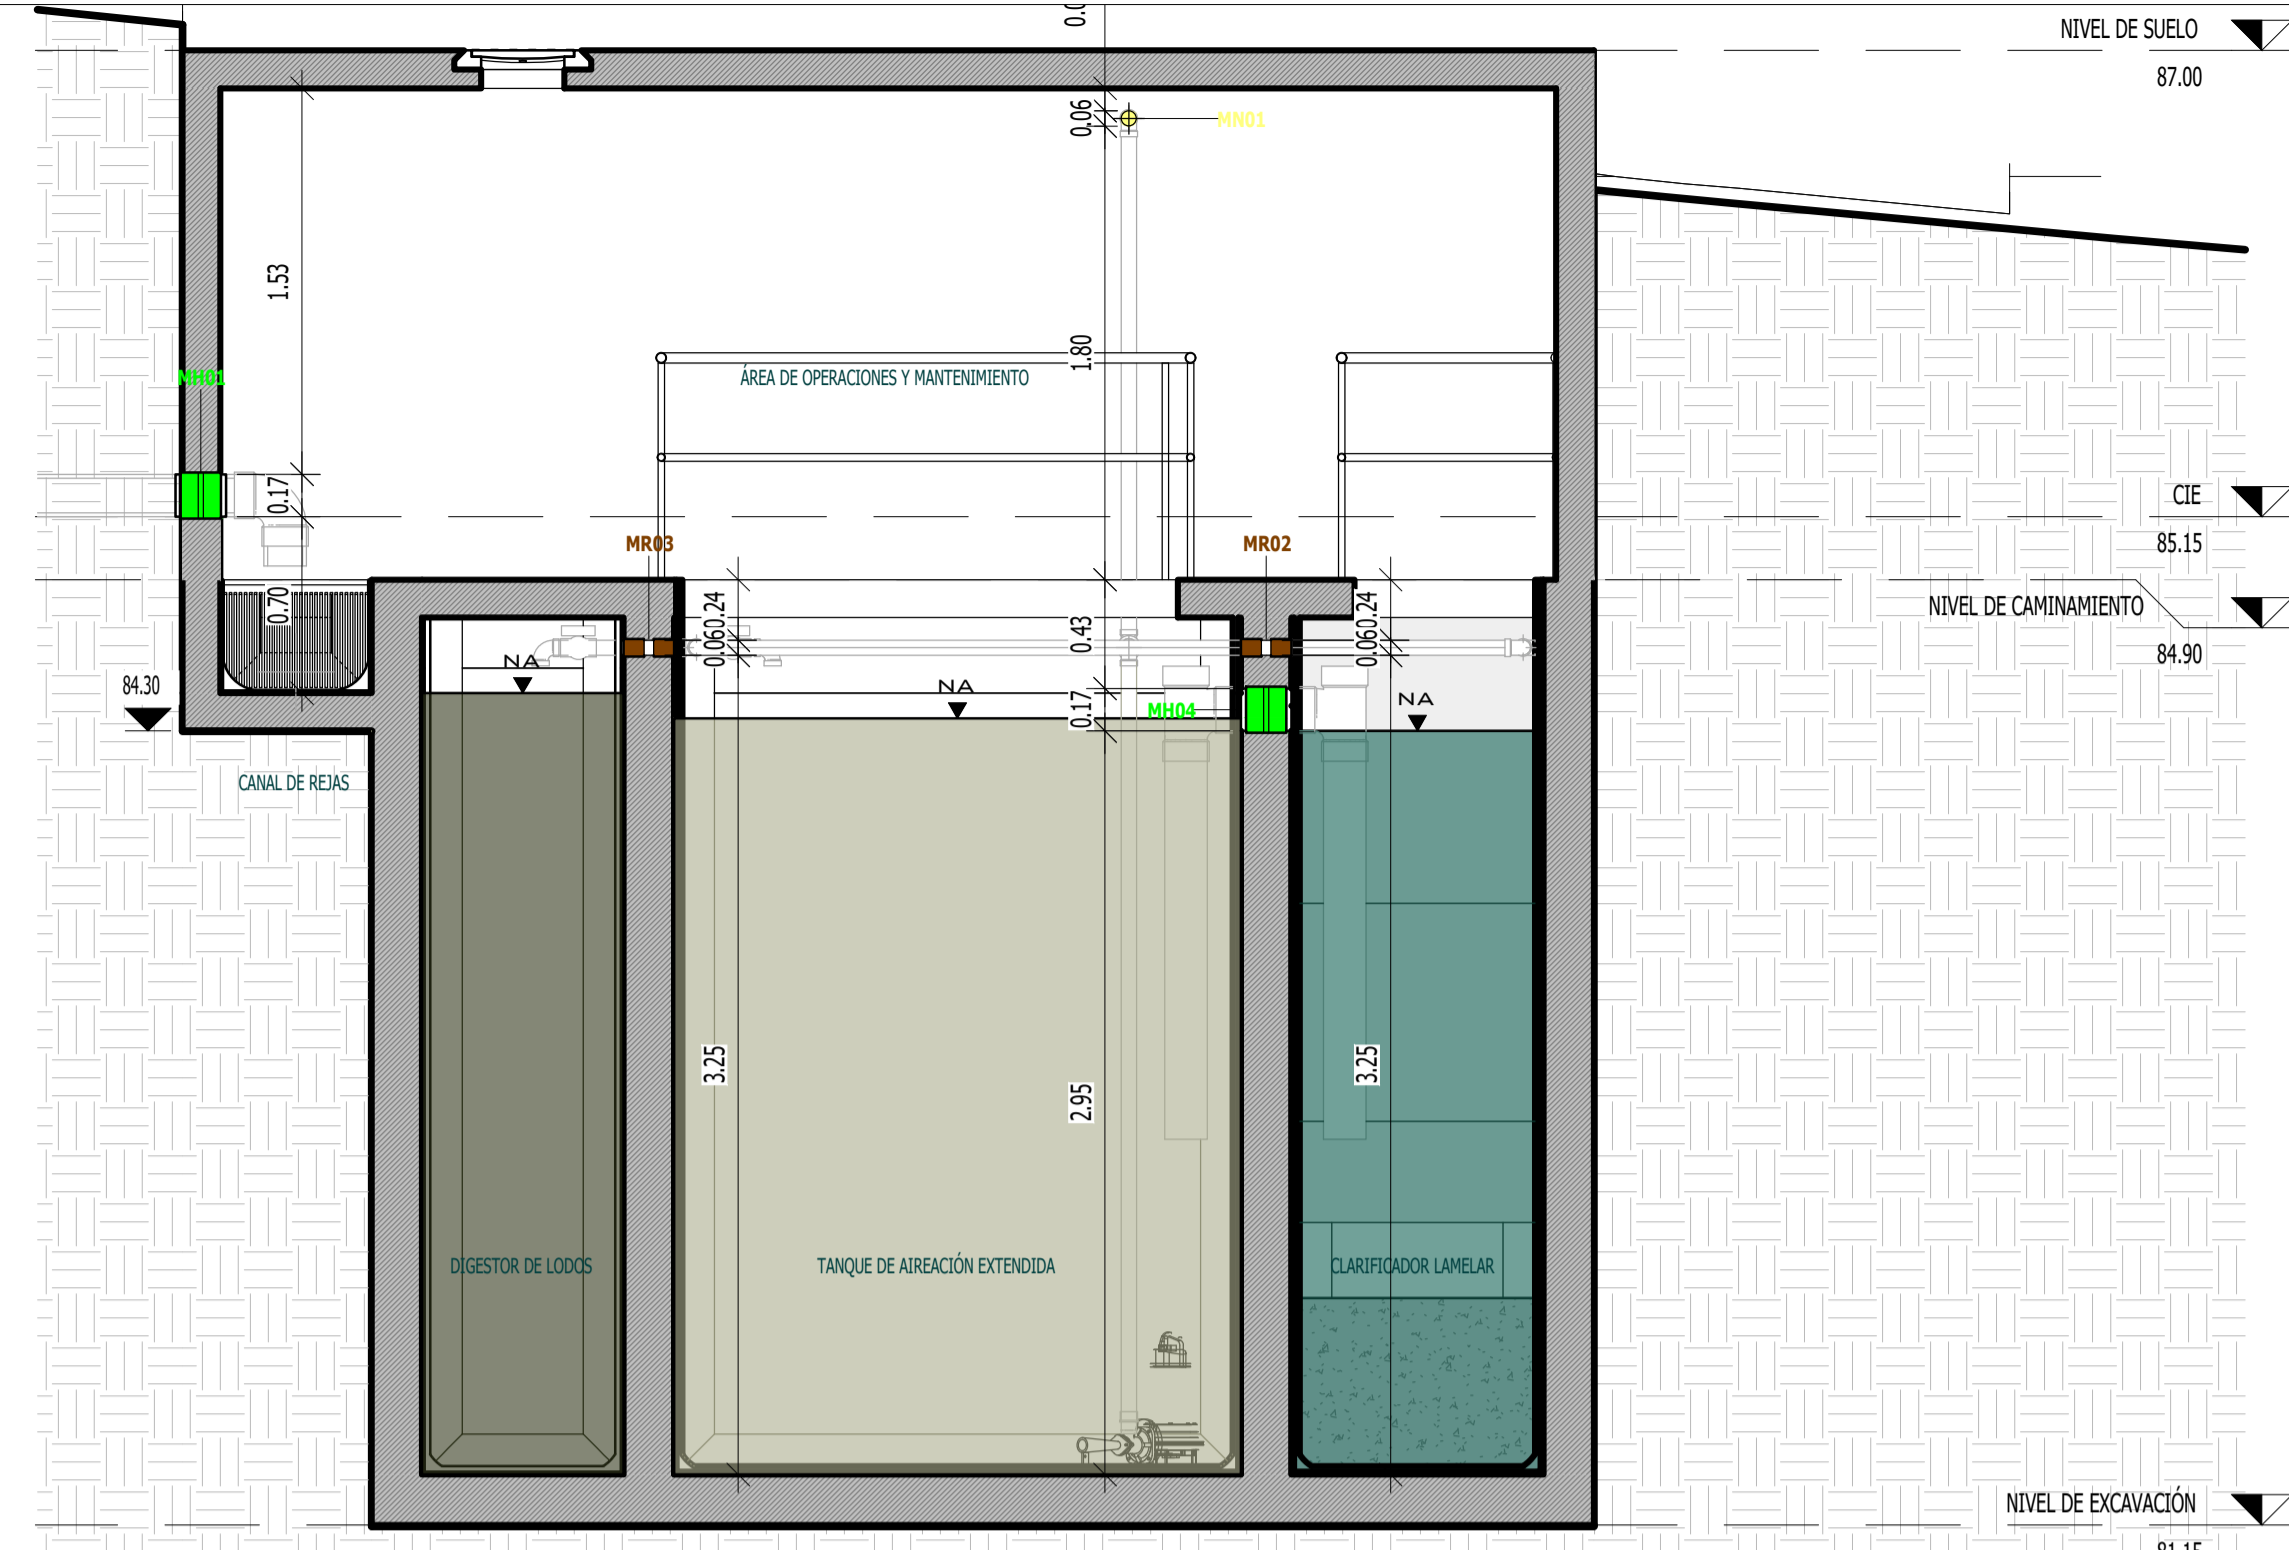 NIVEL DE SUELO
87.00
0.06
MN01
1.53
1.80
MH01
ÁREA DE OPERACIONES Y MANTENIMIENTO
0.17
CIE
85.15
MR03
MR02
0.70
0.24
0.06
0.43
0.24
0.06
NIVEL DE CAMINAMIENTO
84.90
84.30
NA
NA
NA
0.17
MH04
CANAL DE REJAS
3.25
2.95
3.25
DIGESTOR DE LODOS
TANQUE DE AIREACIÓN EXTENDIDA
CLARIFICADOR LAMELAR
NIVEL DE EXCAVACIÓN
81.15